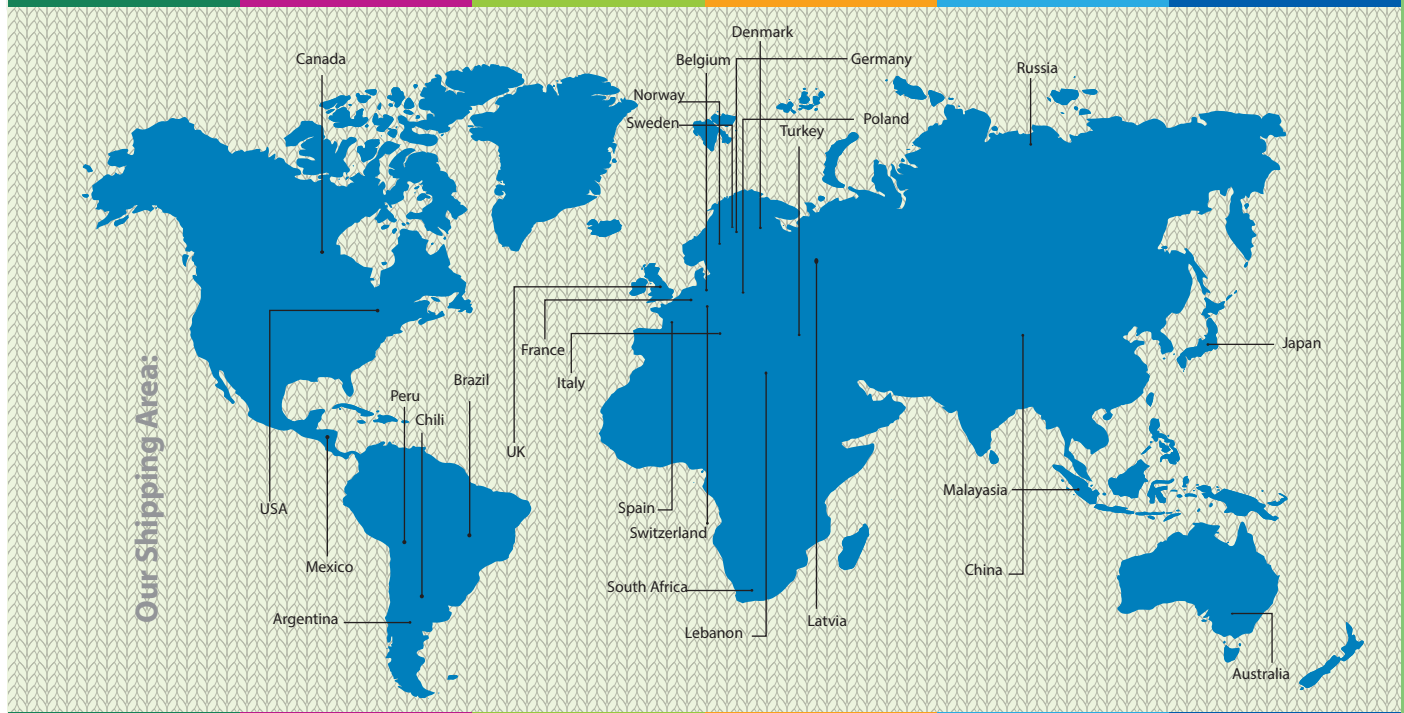 Our Shipping Area:
Canada
Denmark
Belgium
Germany
Russia
Norway
Sweden
Turkey
Poland
Japan
France
Italy
Brazil
Peru
Chili
UK
USA
Mexico
Argentina
Spain
Switzerland
South Africa
Lebanon
Latvia
Malayasia
China
Australia